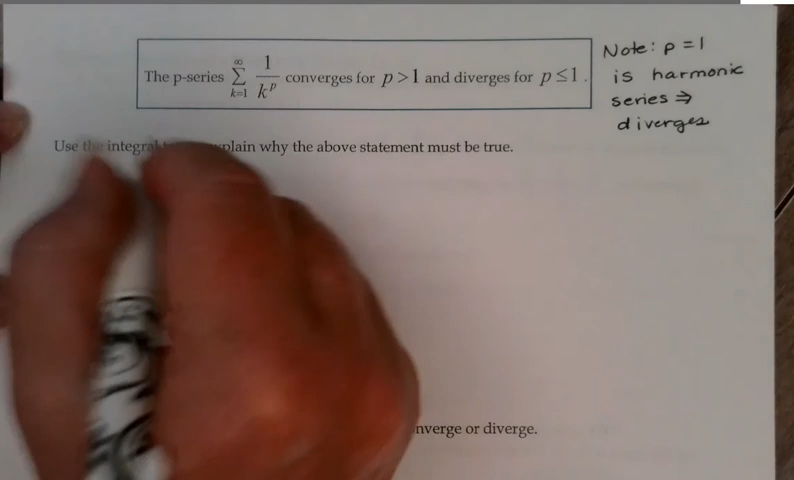 The p-series ∞ Σ k=1 1/k^p converges for p > 1 and diverges for p ≤ 1.
Note: p = 1
is harmonic
series ⇒
diverges
Use the integral plain why the above statement must be true.
nverge or diverge.